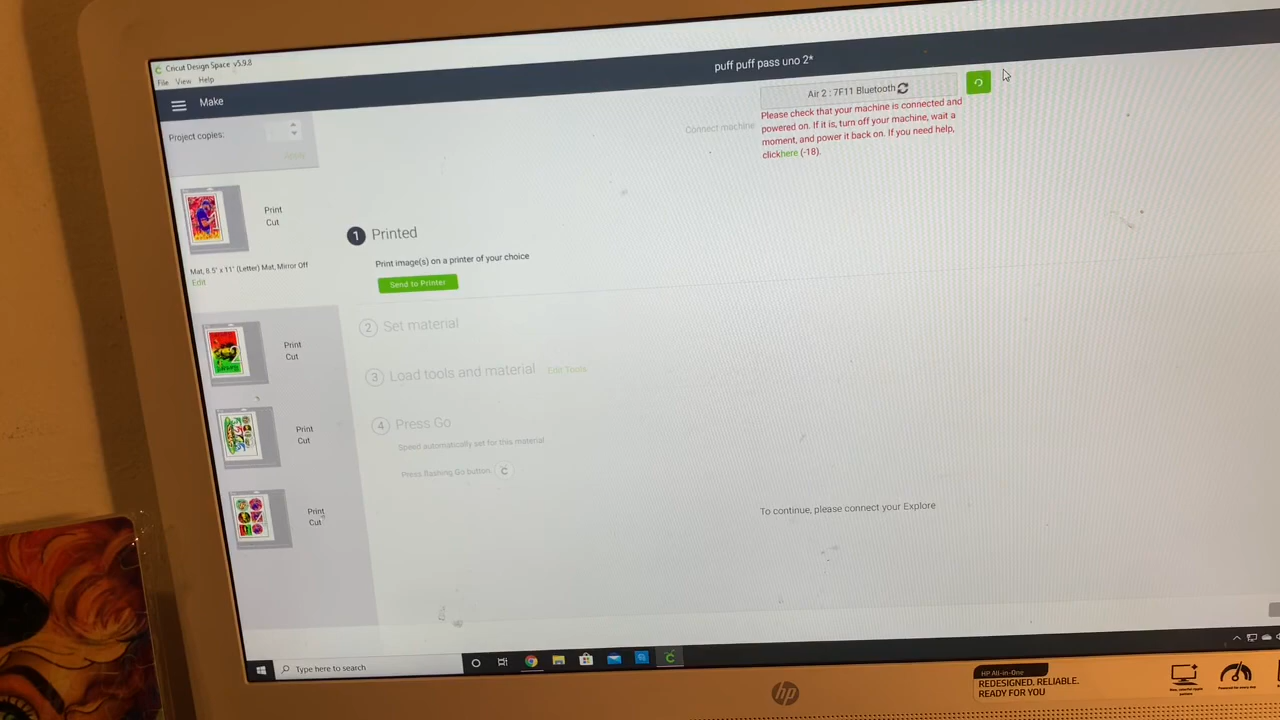 Cricut Design Space v5.9.8
File View Help
puff puff pass uno 2*
Make
Project copies:
Apply
Connect machine
Air 2 : 7F11 Bluetooth
Please check that your machine is connected and
powered on. If it is, turn off your machine, wait a
moment, and power it back on. If you need help,
clickhere (-18).
Print
Cut
Mat, 8.5" x 11" (Letter) Mat, Mirror Off
Edit
1 Printed
Print image(s) on a printer of your choice
Send to Printer
2 Set material
3 Load tools and material Edit Tools
4 Press Go
Speed automatically set for this material
Press flashing Go button.
Print
Cut
Print
Cut
Print
Cut
To continue, please connect your Explore
Type here to search
hp
HP All-in-One
REDESIGNED. RELIABLE.
READY FOR YOU